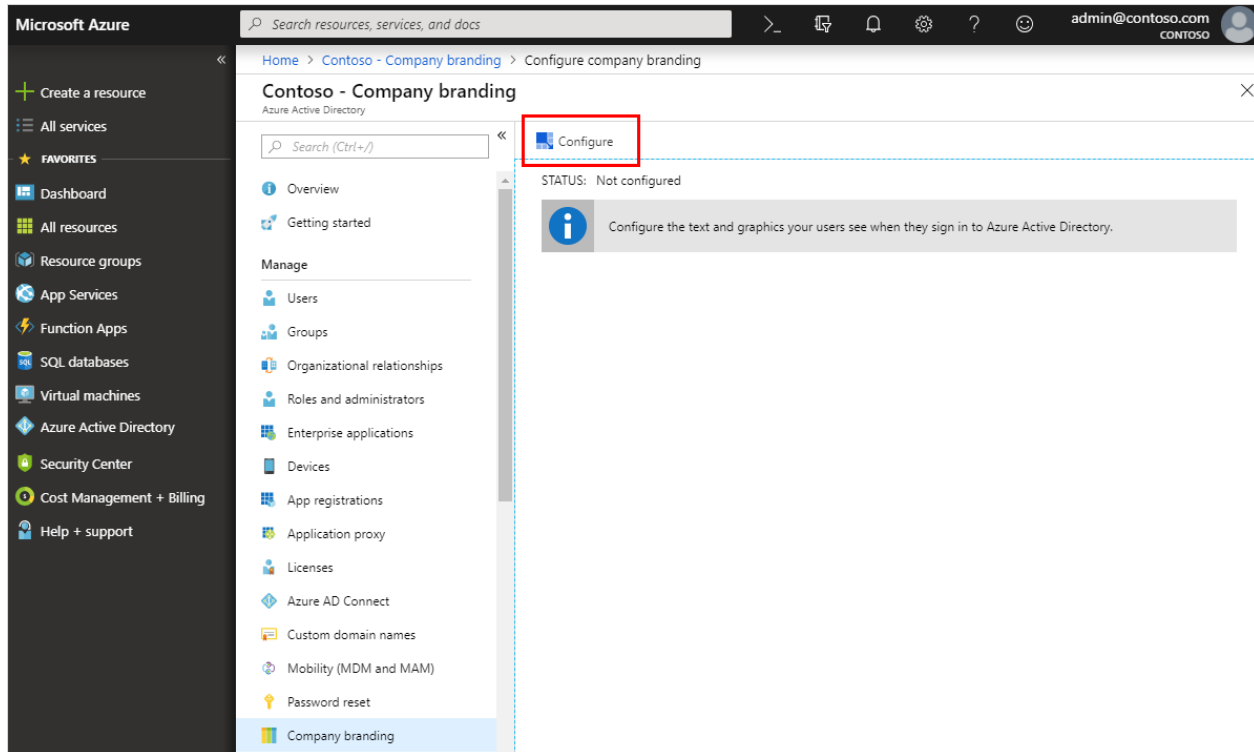 Microsoft Azure
Search resources, services, and docs
admin@contoso.com
CONTOSO
Home > Contoso - Company branding > Configure company branding
Contoso - Company branding
Azure Active Directory
Create a resource
All services
FAVORITES
Dashboard
All resources
Resource groups
App Services
Function Apps
SQL databases
Virtual machines
Azure Active Directory
Security Center
Cost Management + Billing
Help + support
Search (Ctrl+/)
Overview
Getting started
Manage
Users
Groups
Organizational relationships
Roles and administrators
Enterprise applications
Devices
App registrations
Application proxy
Licenses
Azure AD Connect
Custom domain names
Mobility (MDM and MAM)
Password reset
Company branding
Configure
STATUS: Not configured
Configure the text and graphics your users see when they sign in to Azure Active Directory.